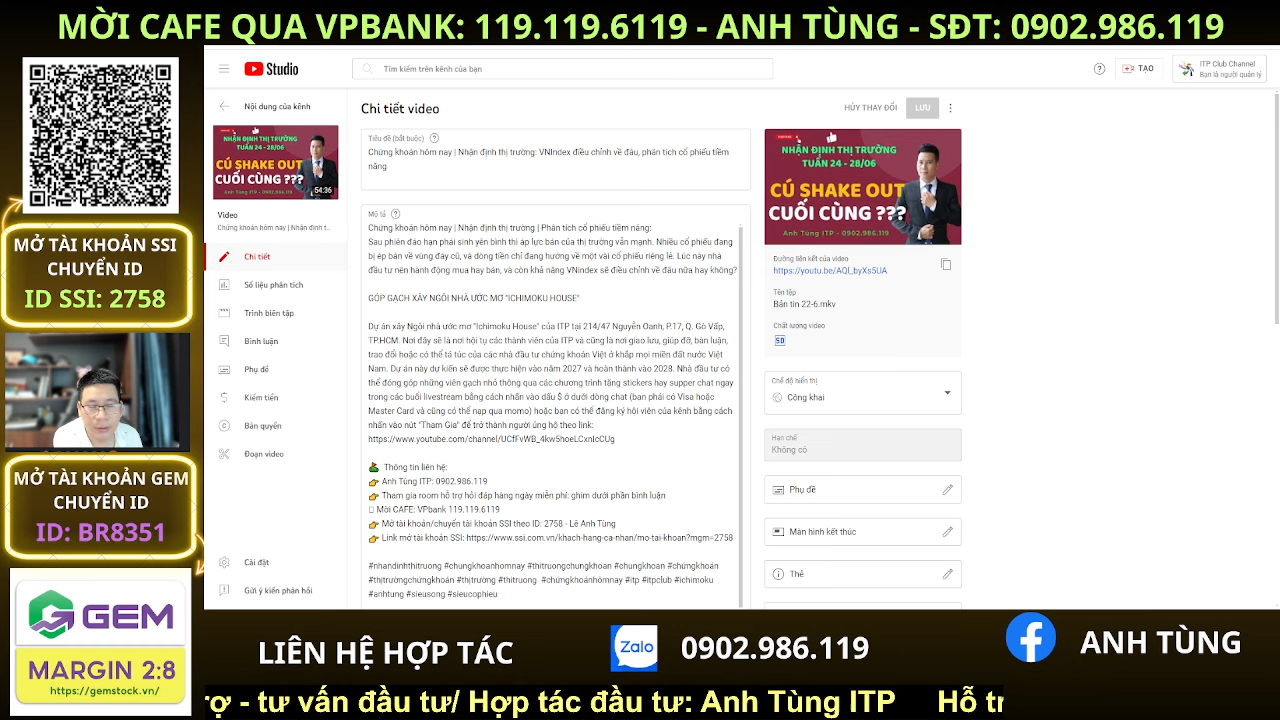 MỜI CAFE QUA VPBANK: 119.119.6119 - ANH TÙNG - SĐT: 0902.986.119
MỞ TÀI KHOẢN SSI
CHUYỂN ID
ID SSI: 2758
MỞ TÀI KHOẢN GEM
CHUYỂN ID
ID: BR8351
GEM
MARGIN 2:8
https://gemstock.vn/
Studio
Tìm kiếm trên kênh của bạn
TẠO
ITP Club Channel
Bạn là người quản lý
Nội dung của kênh
NHẬN ĐỊNH THỊ TRƯỜNG
TUẦN 24 - 28/06
CÚ SHAKE OUT
CUỐI CÙNG ???
Anh Tùng ITP - 0902.986.119
54:36
Video
Chứng khoán hôm nay | Nhận định t...
Chi tiết
Số liệu phân tích
Trình biên tập
Bình luận
Phụ đề
Kiếm tiền
Bản quyền
Đoạn video
Cài đặt
Gửi ý kiến phản hồi
Chi tiết video
HỦY THAY ĐỔI
LƯU
Tiêu đề (bắt buộc)
Chứng khoán hôm nay | Nhận định thị trường: VNIndex điều chỉnh về đâu, phân tích cổ phiếu tiềm
năng
Mô tả
Chứng khoán hôm nay | Nhận định thị trường | Phân tích cổ phiếu tiềm năng:
Sau phiên đáo hạn phái sinh yên bình thì áp lực bán của thị trường vẫn mạnh. Nhiều cổ phiếu đang
bị ép bán về vùng đáy cũ, và dòng tiền chỉ đang hướng về một vài cổ phiếu riêng lẻ. Lúc này nhà
đầu tư nên hành động mua hay bán, và còn khả năng VNindex sẽ điều chỉnh về đâu nữa hay không?
GÓP GẠCH XÂY NGÔI NHÀ ƯỚC MƠ "ICHIMOKU HOUSE"
Dự án xây Ngôi nhà ước mơ "Ichimoku House" của ITP tại 214/47 Nguyễn Oanh, P.17, Q. Gò Vấp,
TP.HCM. Nơi đây sẽ là nơi hội tụ các thành viên của ITP và cũng là nơi giao lưu, giúp đỡ, bàn luận,
trao đổi hoặc có thể tá túc của các nhà đầu tư chứng khoán Việt ở khắp mọi miền đất nước Việt
Nam. Dự án này dự kiến sẽ được thực hiện vào năm 2027 và hoàn thành vào 2028. Nhà đầu tư có
thể đóng góp những viên gạch nhỏ thông qua các chương trình tặng stickers hay supper chat ngay
trong các buổi livestream bằng cách nhấn vào dấu $ ở dưới dòng chat (bạn phải có Visa hoặc
Master Card và cũng có thể nạp qua momo) hoặc bạn có thể đăng ký hội viên của kênh bằng cách
nhấn vào nút "Tham Gia" để trở thành người ủng hộ theo link:
https://www.youtube.com/channel/UCfFvWB_4kw5hoeLCxnIcCUg
Thông tin liên hệ:
Anh Tùng ITP: 0902.986.119
Tham gia room hỗ trợ hỏi đáp hàng ngày miễn phí: ghim dưới phần bình luận
Mời CAFE: VPbank 119.119.6119
Mở tài khoản/chuyển tài khoản SSI theo ID: 2758 - Lê Anh Tùng
Link mở tài khoản SSI: https://www.ssi.com.vn/khach-hang-ca-nhan/mo-tai-khoan?mgm=2758
#nhandinhthitruong #chungkhoanhomnay #thitruongchungkhoan #chungkhoan #chứngkhoán
#thịtrườngchứngkhoán #thịtrường #thitruong #chứngkhoánhômnay #itp #itpclub #ichimoku
#anhtung #sieusong #sieucophieu
NHẬN ĐỊNH THỊ TRƯỜNG
TUẦN 24 - 28/06
CÚ SHAKE OUT
CUỐI CÙNG ???
Anh Tùng ITP - 0902.986.119
Đường liên kết của video
https://youtu.be/AQl_byXs5UA
Tên tệp
Bản tin 22-6.mkv
Chất lượng video
SD
Chế độ hiển thị
Công khai
Hạn chế
Không có
Phụ đề
Màn hình kết thúc
Thẻ
LIÊN HỆ HỢP TÁC
Zalo
0902.986.119
ANH TÙNG
rợ - tư vấn đầu tư/ Hợp tác đầu tư: Anh Tùng ITP Hỗ tr